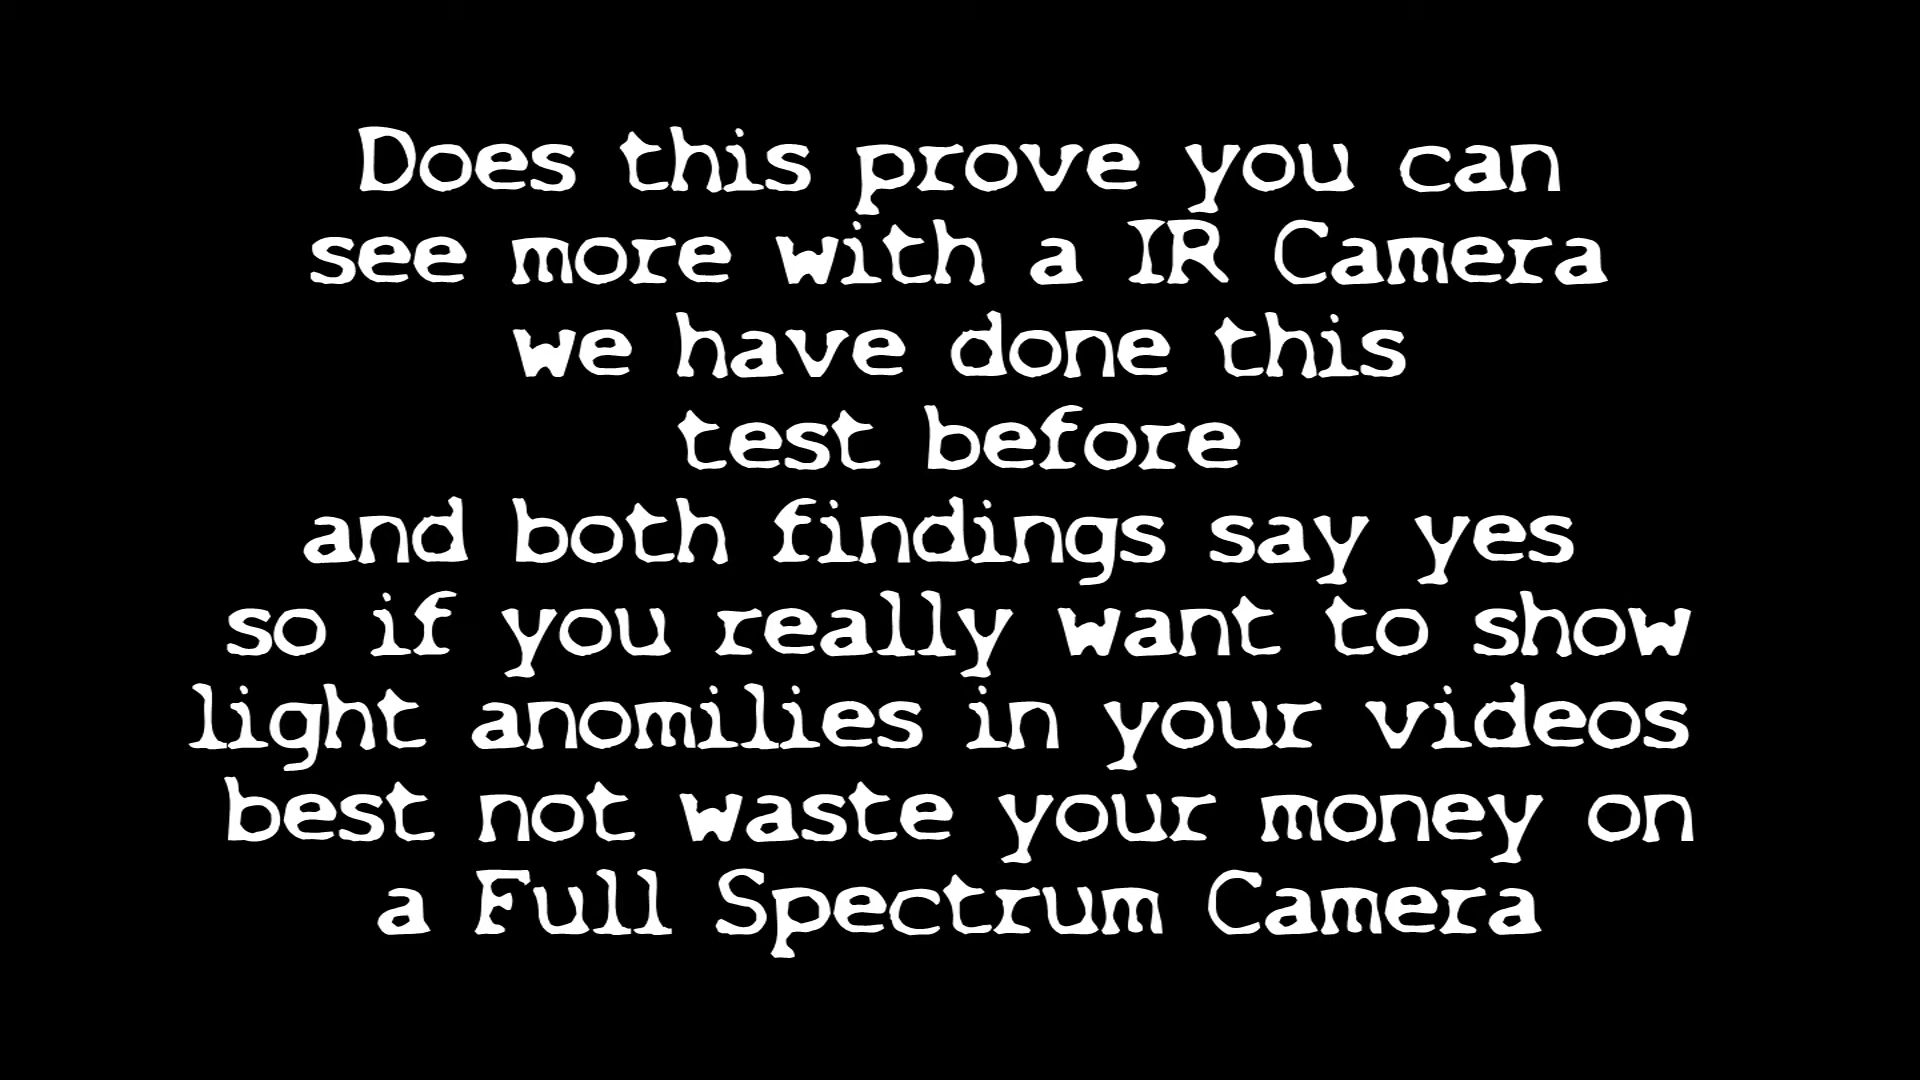 Does this prove you can
see more with a IR Camera
we have done this
test before
and both findings say yes
so if you really want to show
light anomilies in your videos
best not waste your money on
a Full Spectrum Camera